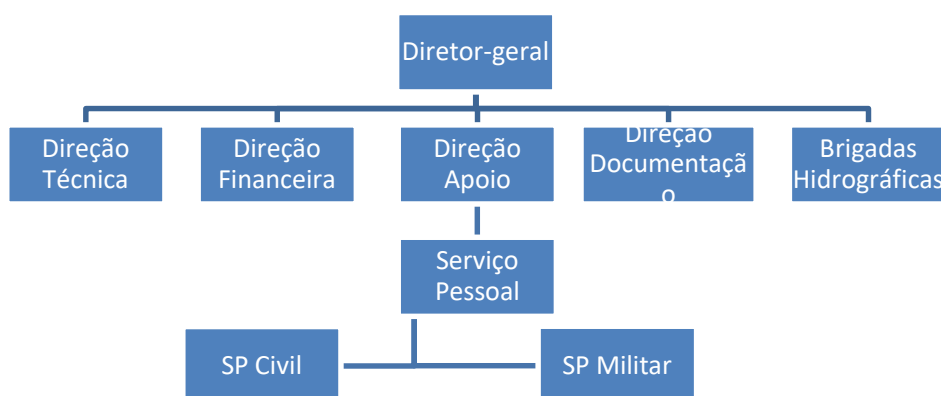 Diretor-geral
Direção
Técnica
Direção
Financeira
Direção
Apoio
Direção
Documentaçã
o
Brigadas
Hidrográficas
Serviço
Pessoal
SP Civil
SP Militar